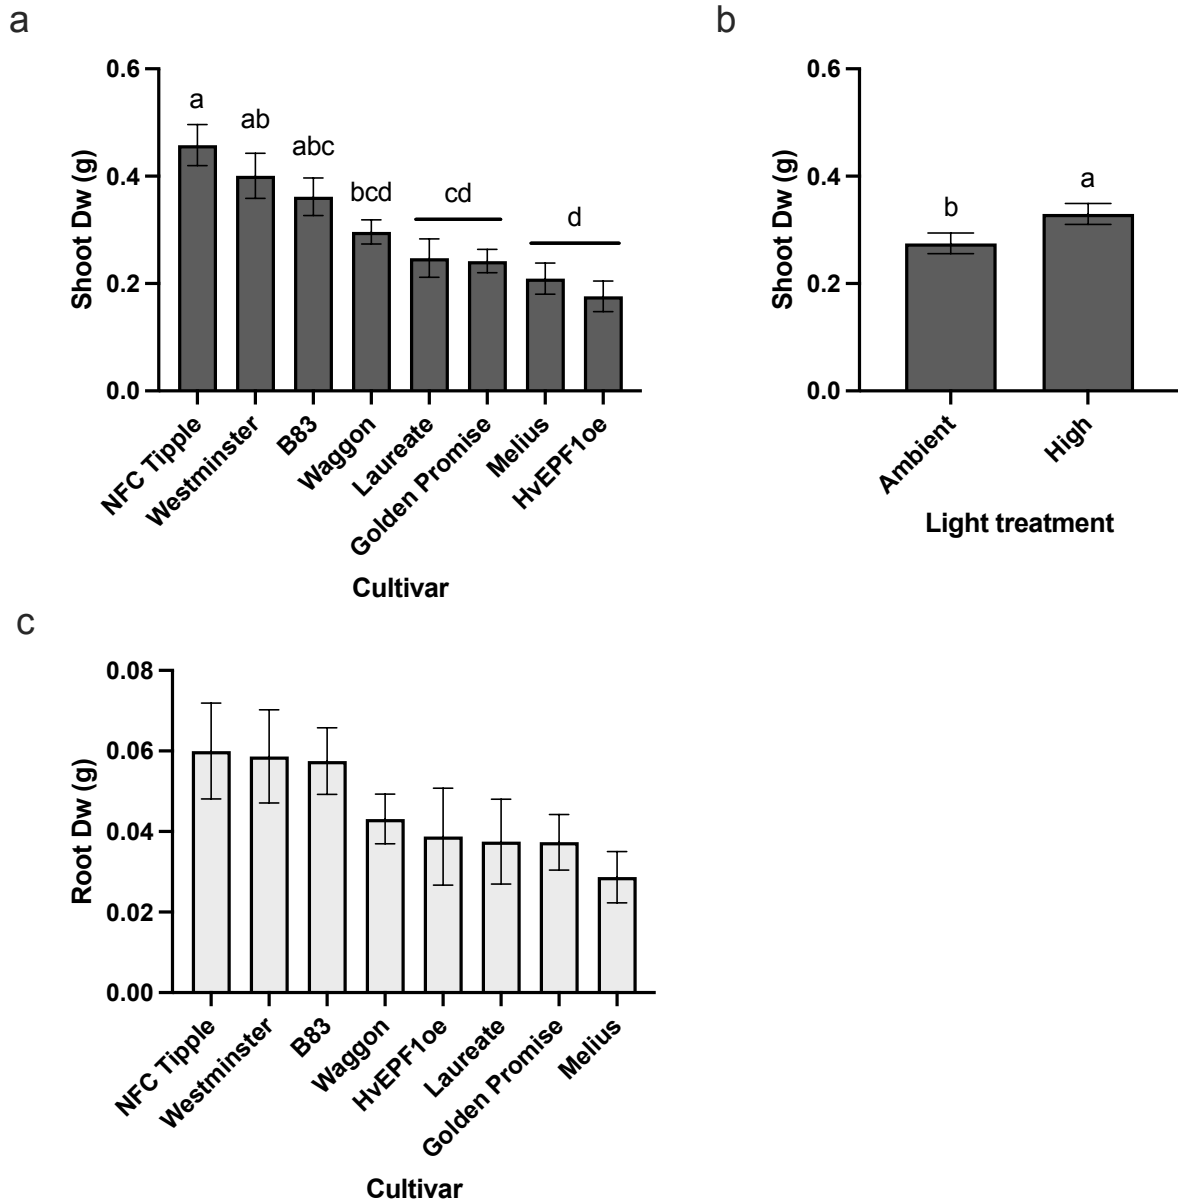 a
Shoot Dw (g)
0.6
0.4
0.2
0.0
a
ab
abc
bcd
cd
d
NFC Tipple
Westminster
B83
Waggon
Laureate
Golden Promise
Melius
HvEPF1oe
Cultivar
b
Shoot Dw (g)
0.6
0.4
0.2
0.0
b
a
Ambient
High
Light treatment
c
Root Dw (g)
0.08
0.06
0.04
0.02
0.00
NFC Tipple
Westminster
B83
Waggon
HvEPF1oe
Laureate
Golden Promise
Melius
Cultivar